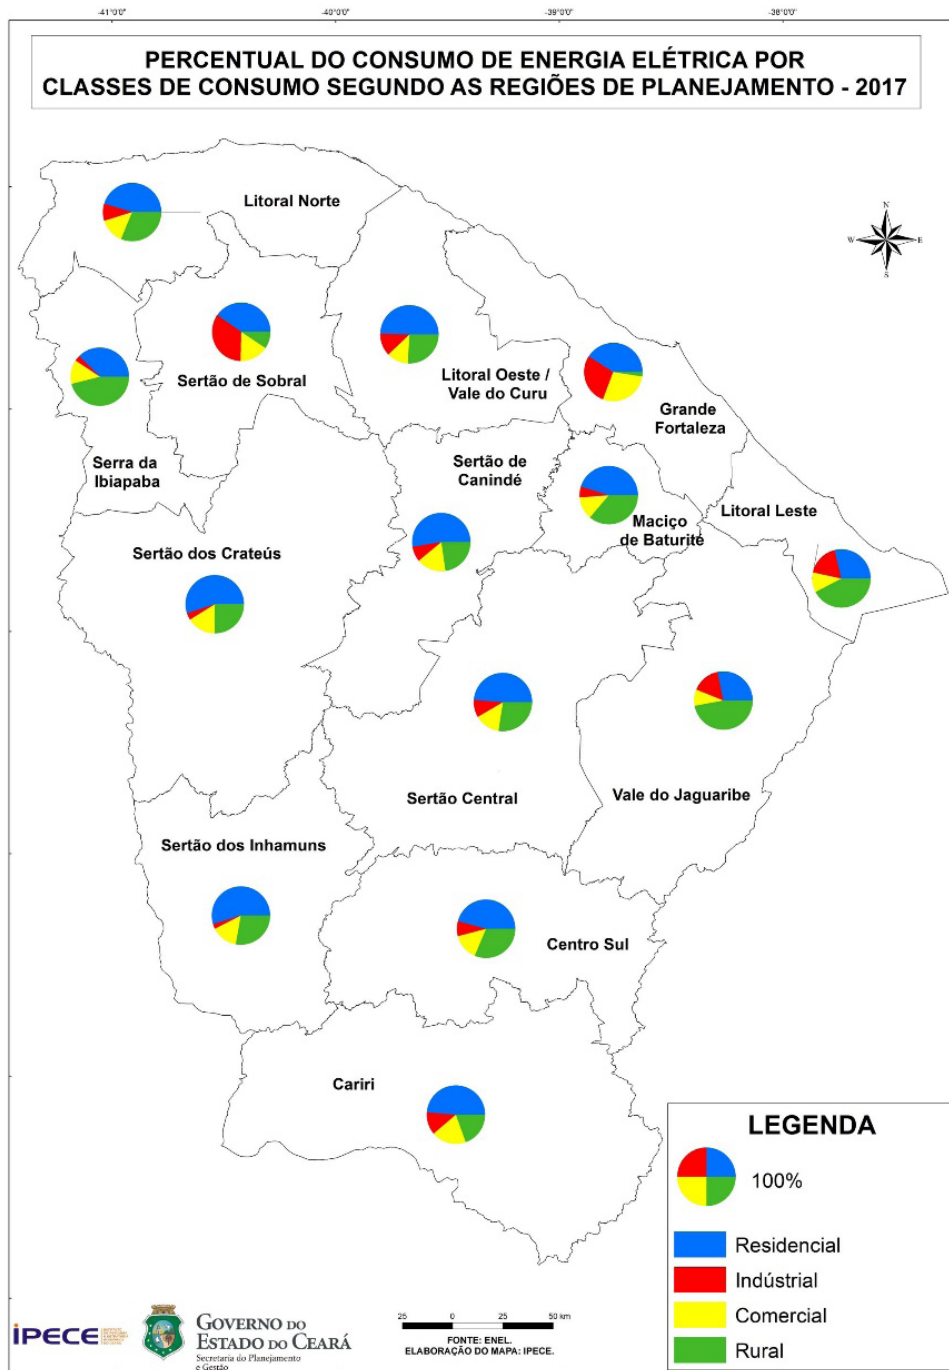 -41°0'0"
-40°0'0"
-39°0'0"
-38°0'0"
PERCENTUAL DO CONSUMO DE ENERGIA ELÉTRICA POR
CLASSES DE CONSUMO SEGUNDO AS REGIÕES DE PLANEJAMENTO - 2017
Litoral Norte
N
W
E
S
Sertão de Sobral
Litoral Oeste /
Vale do Curu
Grande
Fortaleza
Serra da
Ibiapaba
Sertão de
Canindé
Litoral Leste
Maciço
de Baturité
Sertão dos Crateús
Sertão Central
Vale do Jaguaribe
Sertão dos Inhamuns
Centro Sul
Cariri
LEGENDA
100%
Residencial
Indústrial
Comercial
Rural
iPECE
GOVERNO DO
ESTADO DO CEARÁ
Secretaria do Planejamento
e Gestão
25 0 25 50 km
FONTE: ENEL.
ELABORAÇÃO DO MAPA: IPECE.